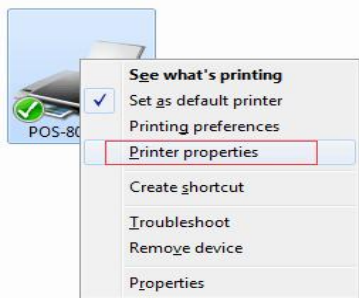 See what's printing
Set as default printer
Printing preferences
Printer properties
Create shortcut
Troubleshoot
Remove device
Properties
POS-80